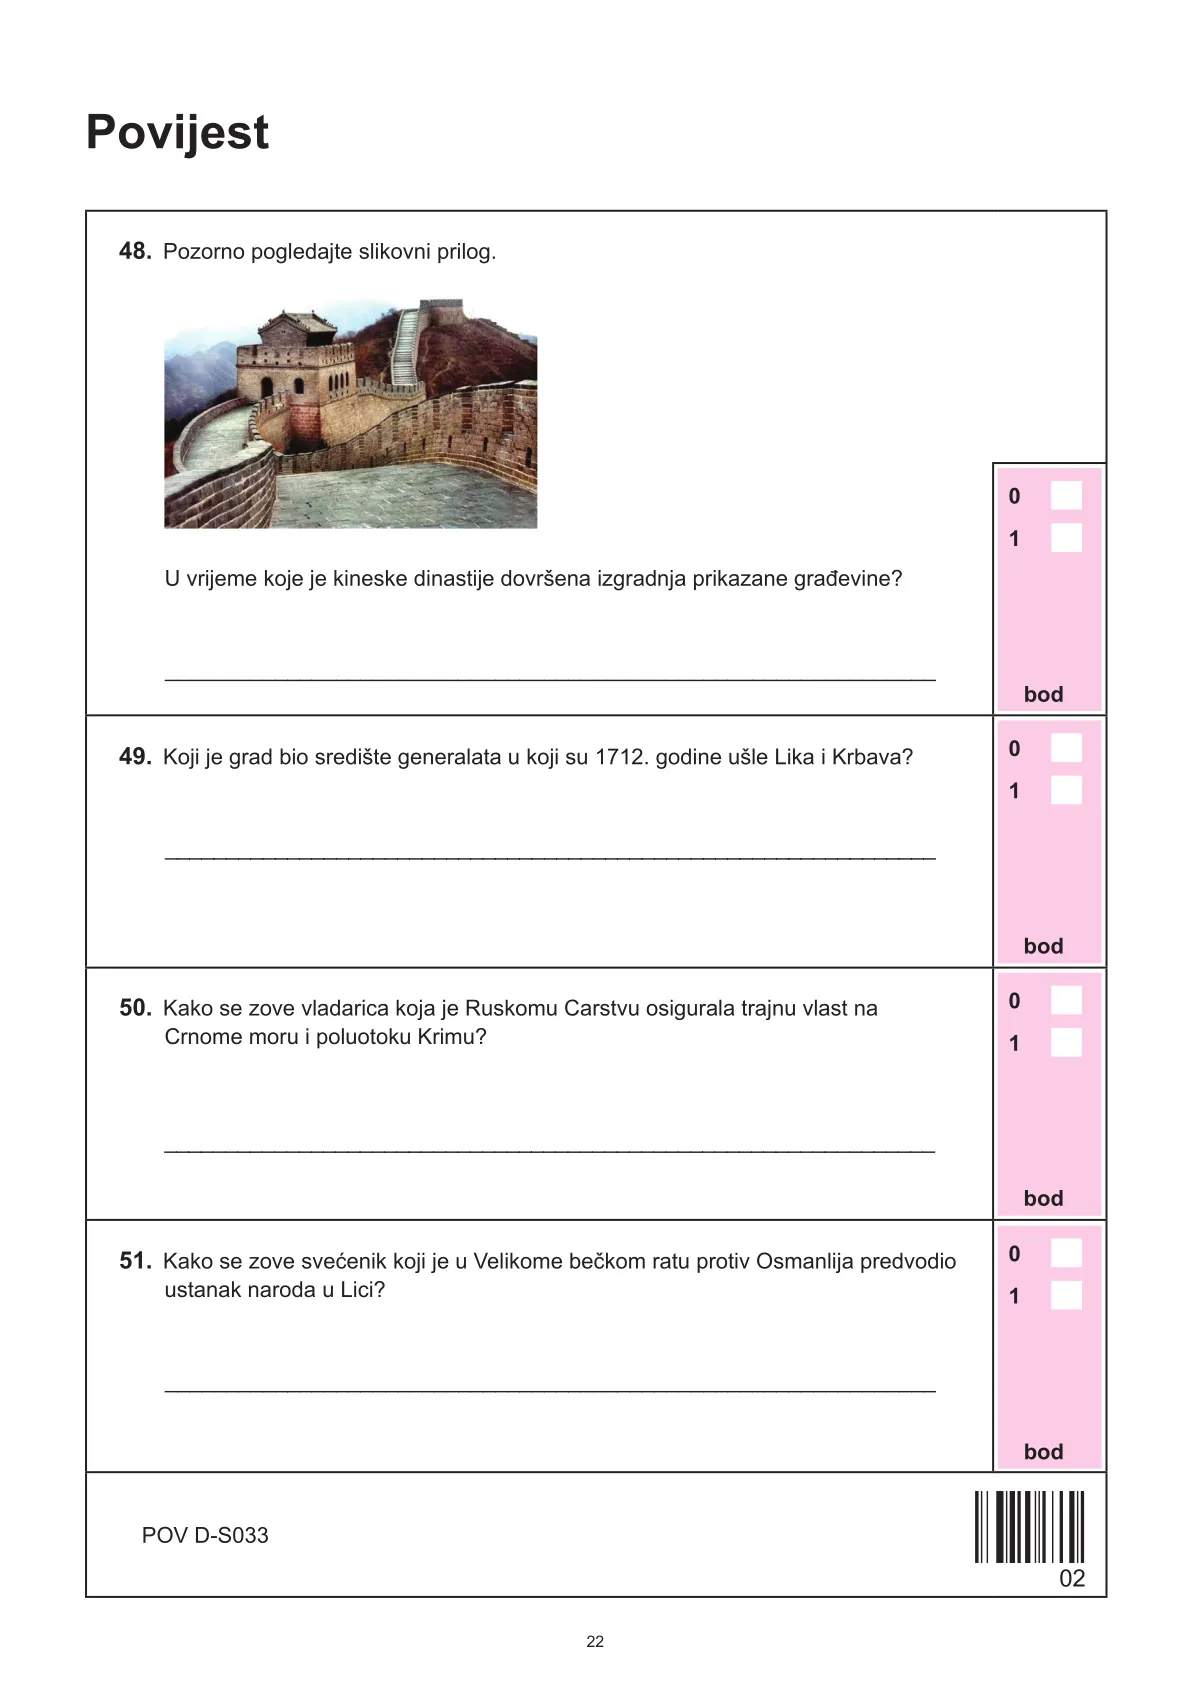 Povijest
48. Pozorno pogledajte slikovni prilog.
0
1
U vrijeme koje je kineske dinastije dovršena izgradnja prikazane građevine?
bod
49. Koji je grad bio središte generalata u koji su 1712. godine ušle Lika i Krbava?
0
1
bod
50. Kako se zove vladarica koja je Ruskomu Carstvu osigurala trajnu vlast na
Crnome moru i poluotoku Krimu?
0
1
bod
51. Kako se zove svećenik koji je u Velikome bečkom ratu protiv Osmanlija predvodio
ustanak naroda u Lici?
0
1
bod
POV D-S033
02
22